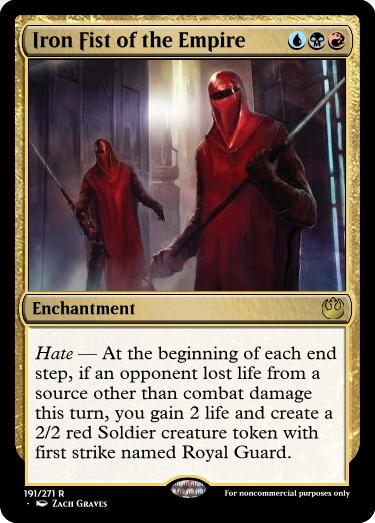 Iron Fist of the Empire
Enchantment
Hate — At the beginning of each end
step, if an opponent lost life from a
source other than combat damage
this turn, you gain 2 life and create a
2/2 red Soldier creature token with
first strike named Royal Guard.
191/271 R
· Zach Graves
For noncommercial purposes only.